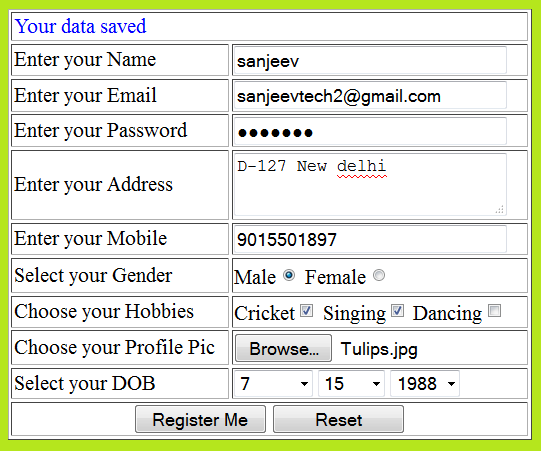 Your data saved
Enter your Name sanjeev
Enter your Email sanjeevtech2@gmail.com
Enter your Password ●●●●●●●
Enter your Address D-127 New delhi
Enter your Mobile 9015501897
Select your Gender Male Female
Choose your Hobbies Cricket Singing Dancing
Choose your Profile Pic Browse... Tulips.jpg
Select your DOB 7 15 1988
Register Me Reset